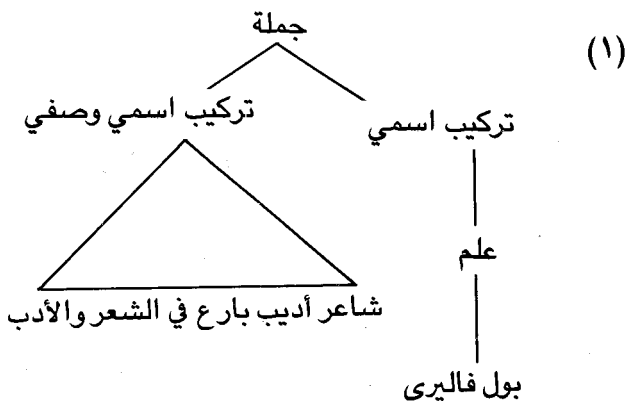 (١)
جملة
تركيب اسمي
تركيب اسمي وصفي
علم
شاعر أديب بارع في الشعر والأدب
بول فاليرى